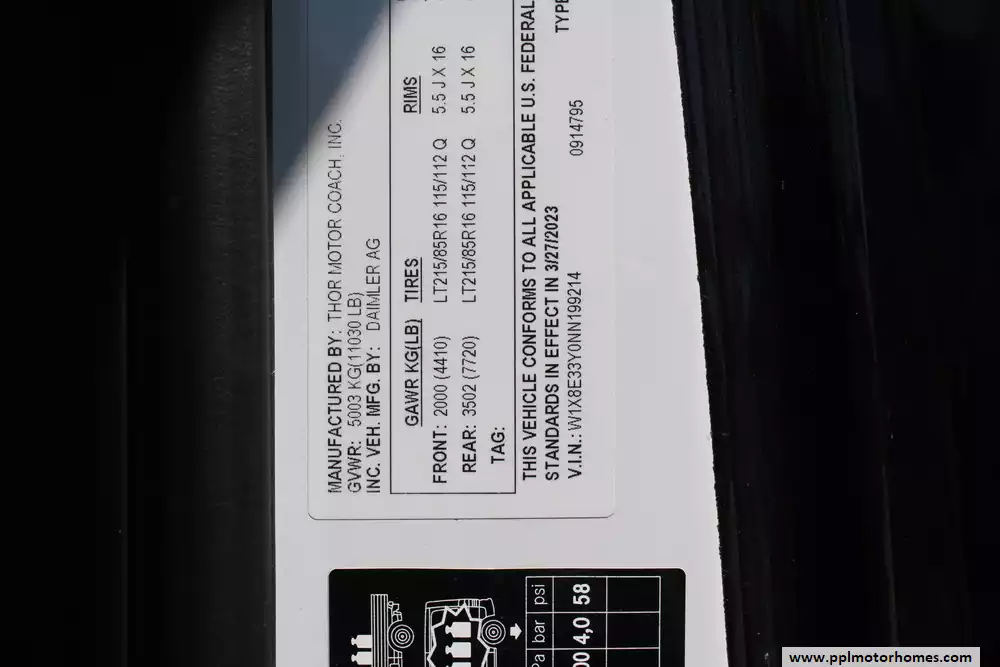 MANUFACTURED BY: THOR MOTOR COACH, INC.
GVWR: 5003 KG(11030 LB)
INC. VEH. MFG. BY: DAIMLER AG
GAWR KG(LB) TIRES RIMS
FRONT: 2000 (4410) LT215/85R16 115/112 Q 5.5 J X 16
REAR: 3502 (7720) LT215/85R16 115/112 Q 5.5 J X 16
TAG:
THIS VEHICLE CONFORMS TO ALL APPLICABLE U.S. FEDERAL
STANDARDS IN EFFECT IN 3/27/2023
V.I.N.: W1X8E33Y0NN199214 0914795
bar psi
4,0 58
www.pplmotorhomes.com